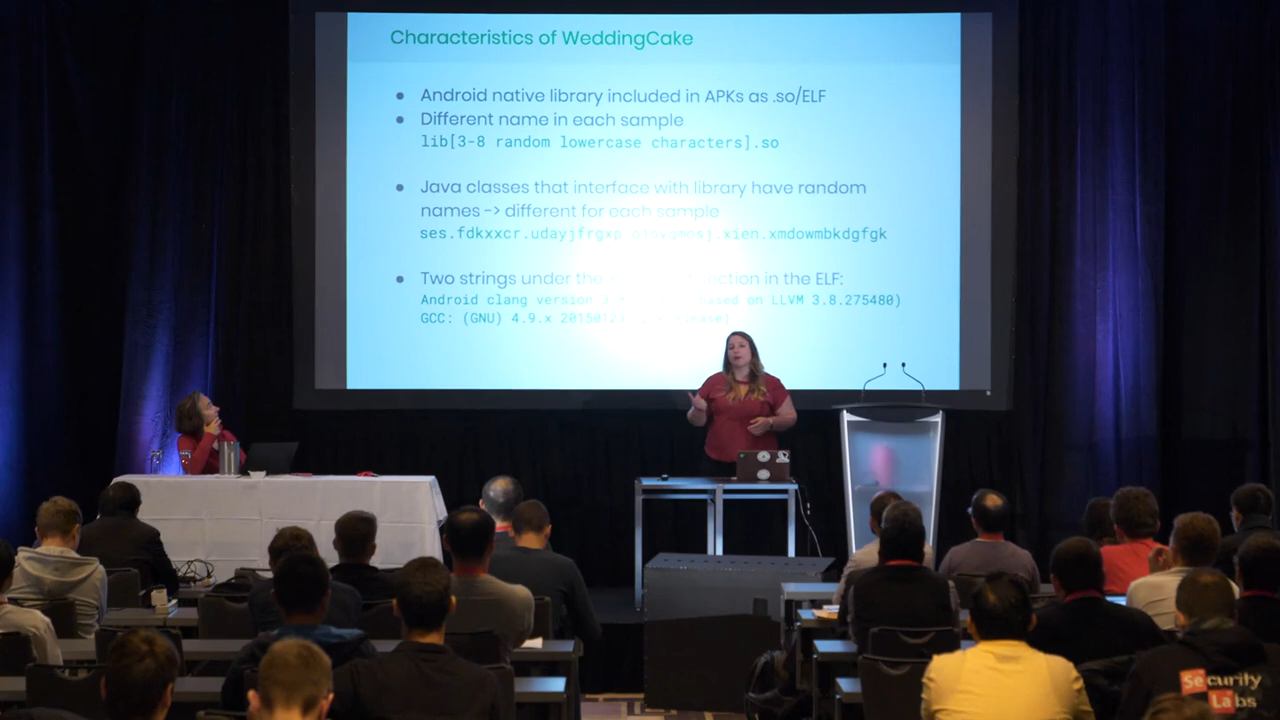 Characteristics of WeddingCake
● Android native library included in APKs as .so/ELF
● Different name in each sample
lib[3-8 random lowercase characters].so
● Java classes that interface with library have random
names -> different for each sample
ses.fdkxxcr.udayjfrgxp ojovqmosj.xien.xmdowmbkdgfgk
● Two strings under the in the ELF:
Android clang version based on LLVM 3.8.275480)
GCC: (GNU) 4.9.x
Security
Labs